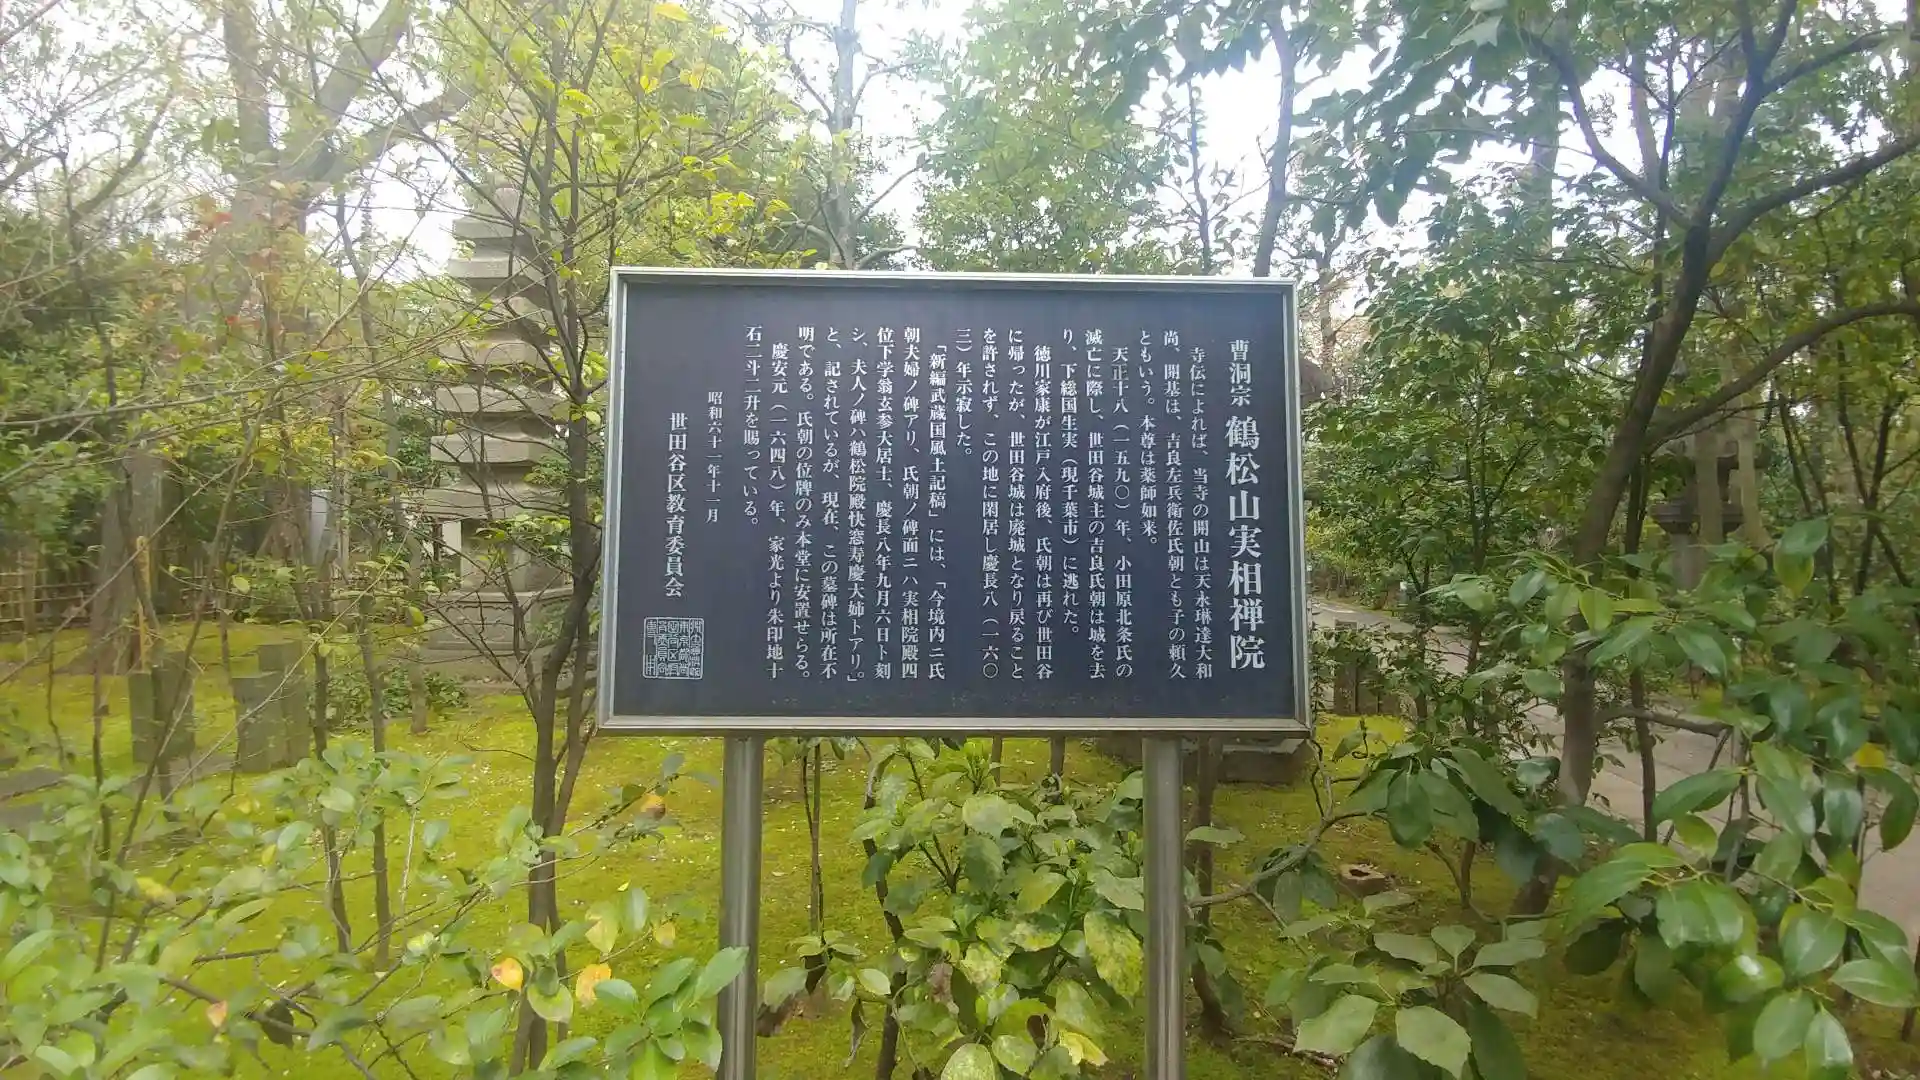 曹洞宗 鶴松山実相禅院
寺伝によれば、当寺の開山は天永琳達大和
尚、開基は、吉良左兵衛佐氏朝とも子の頼久
ともいう。本尊は薬師如来。
天正十八(一五九〇)年、小田原北条氏の
滅亡に際し、世田谷城主の吉良氏朝は城を去
り、下総国生実(現千葉市)に逃れた。
徳川家康が江戸入府後、氏朝は再び世田谷
に帰ったが、世田谷城は廃城となり戻ること
を許されず、この地に閑居し慶長八(一六〇
三)年示寂した。
「新編武蔵国風土記稿」には、「今境内ニ氏
朝夫婦ノ碑アリ、氏朝ノ碑面ニハ実相院殿四
位下学翁玄参大居士、慶長八年九月六日ト刻
シ、夫人ノ碑ハ鶴松院殿快窓寿慶大姉トアリ。」
と、記されているが、現在、この墓碑は所在不
明である。氏朝の位牌のみ本堂に安置せらる。
慶安元(一六四八)年、家光より朱印地十
石二斗二升を賜っている。
昭和六十一年十一月
世田谷区教育委員会